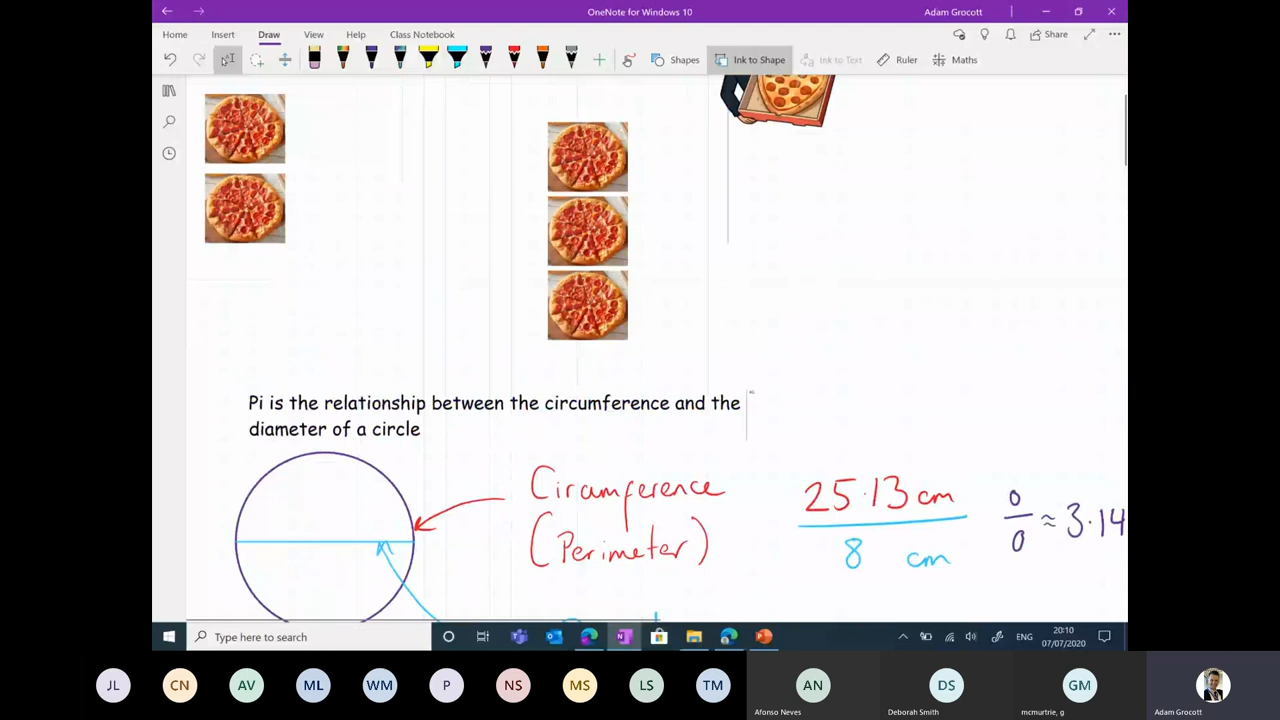 OneNote for Windows 10
Adam Grocott
Home Insert Draw View Help Class Notebook
Share
Shapes Ink to Shape Ink to Text Ruler Maths
Pi is the relationship between the circumference and the
diameter of a circle
Circumference
(Perimeter)
25.13 cm
8 cm
0
0
≈ 3.14
Type here to search
ENG
20:10
07/07/2020
JL CN AV ML WM P NS MS LS TM AN DS GM
Afonso Neves Deborah Smith mcmurtrie, g Adam Grocott